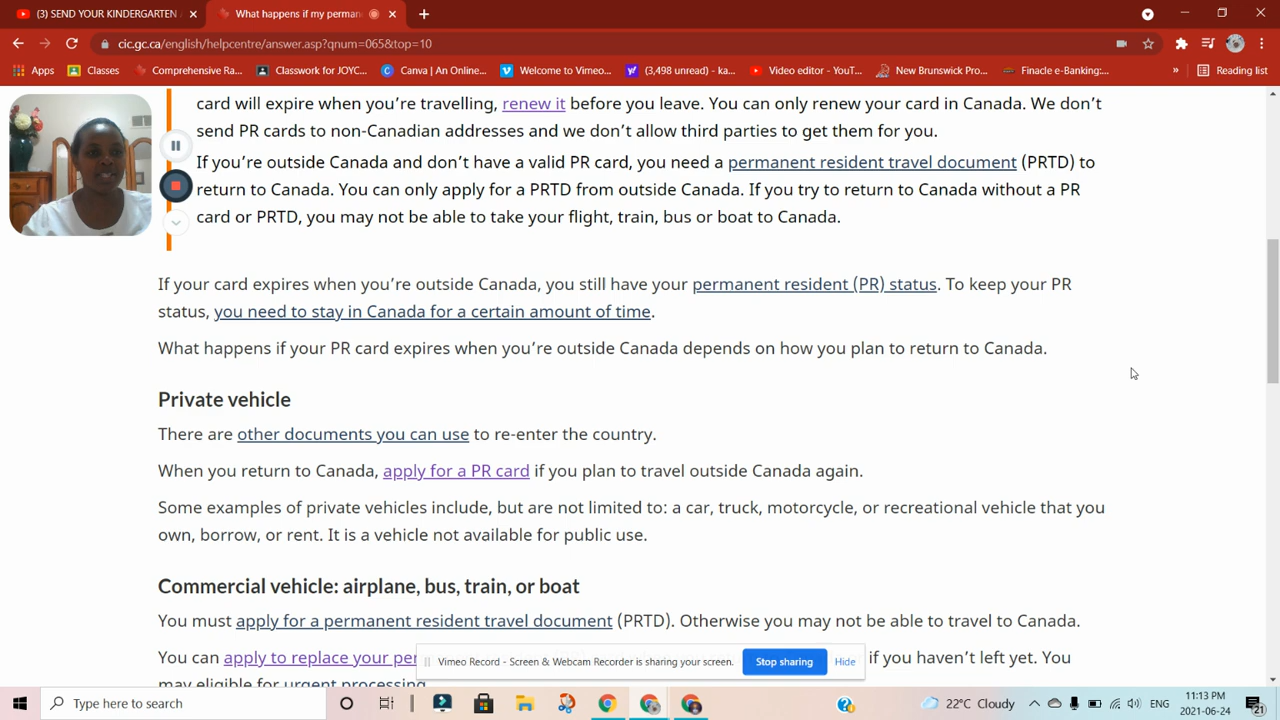 (3) SEND YOUR KINDERGARTEN
What happens if my perman
cic.gc.ca/english/helpcentre/answer.asp?qnum=065&top=10
Apps
Classes
Comprehensive Ra...
Classwork for JOYC...
Canva | An Online...
Welcome to Vimeo...
(3,498 unread) - ka...
Video editor - YouT...
New Brunswick Pro...
Finacle e-Banking:...
»
Reading list
card will expire when you're travelling, renew it before you leave. You can only renew your card in Canada. We don't
send PR cards to non-Canadian addresses and we don't allow third parties to get them for you.
If you're outside Canada and don't have a valid PR card, you need a permanent resident travel document (PRTD) to
return to Canada. You can only apply for a PRTD from outside Canada. If you try to return to Canada without a PR
card or PRTD, you may not be able to take your flight, train, bus or boat to Canada.
If your card expires when you're outside Canada, you still have your permanent resident (PR) status. To keep your PR
status, you need to stay in Canada for a certain amount of time.
What happens if your PR card expires when you're outside Canada depends on how you plan to return to Canada.
Private vehicle
There are other documents you can use to re-enter the country.
When you return to Canada, apply for a PR card if you plan to travel outside Canada again.
Some examples of private vehicles include, but are not limited to: a car, truck, motorcycle, or recreational vehicle that you
own, borrow, or rent. It is a vehicle not available for public use.
Commercial vehicle: airplane, bus, train, or boat
You must apply for a permanent resident travel document (PRTD). Otherwise you may not be able to travel to Canada.
You can apply to replace your per if you haven't left yet. You
may eligible for urgent processing
Vimeo Record - Screen & Webcam Recorder is sharing your screen.
Stop sharing
Hide
Type here to search
22°C Cloudy
ENG
11:13 PM
2021-06-24
21